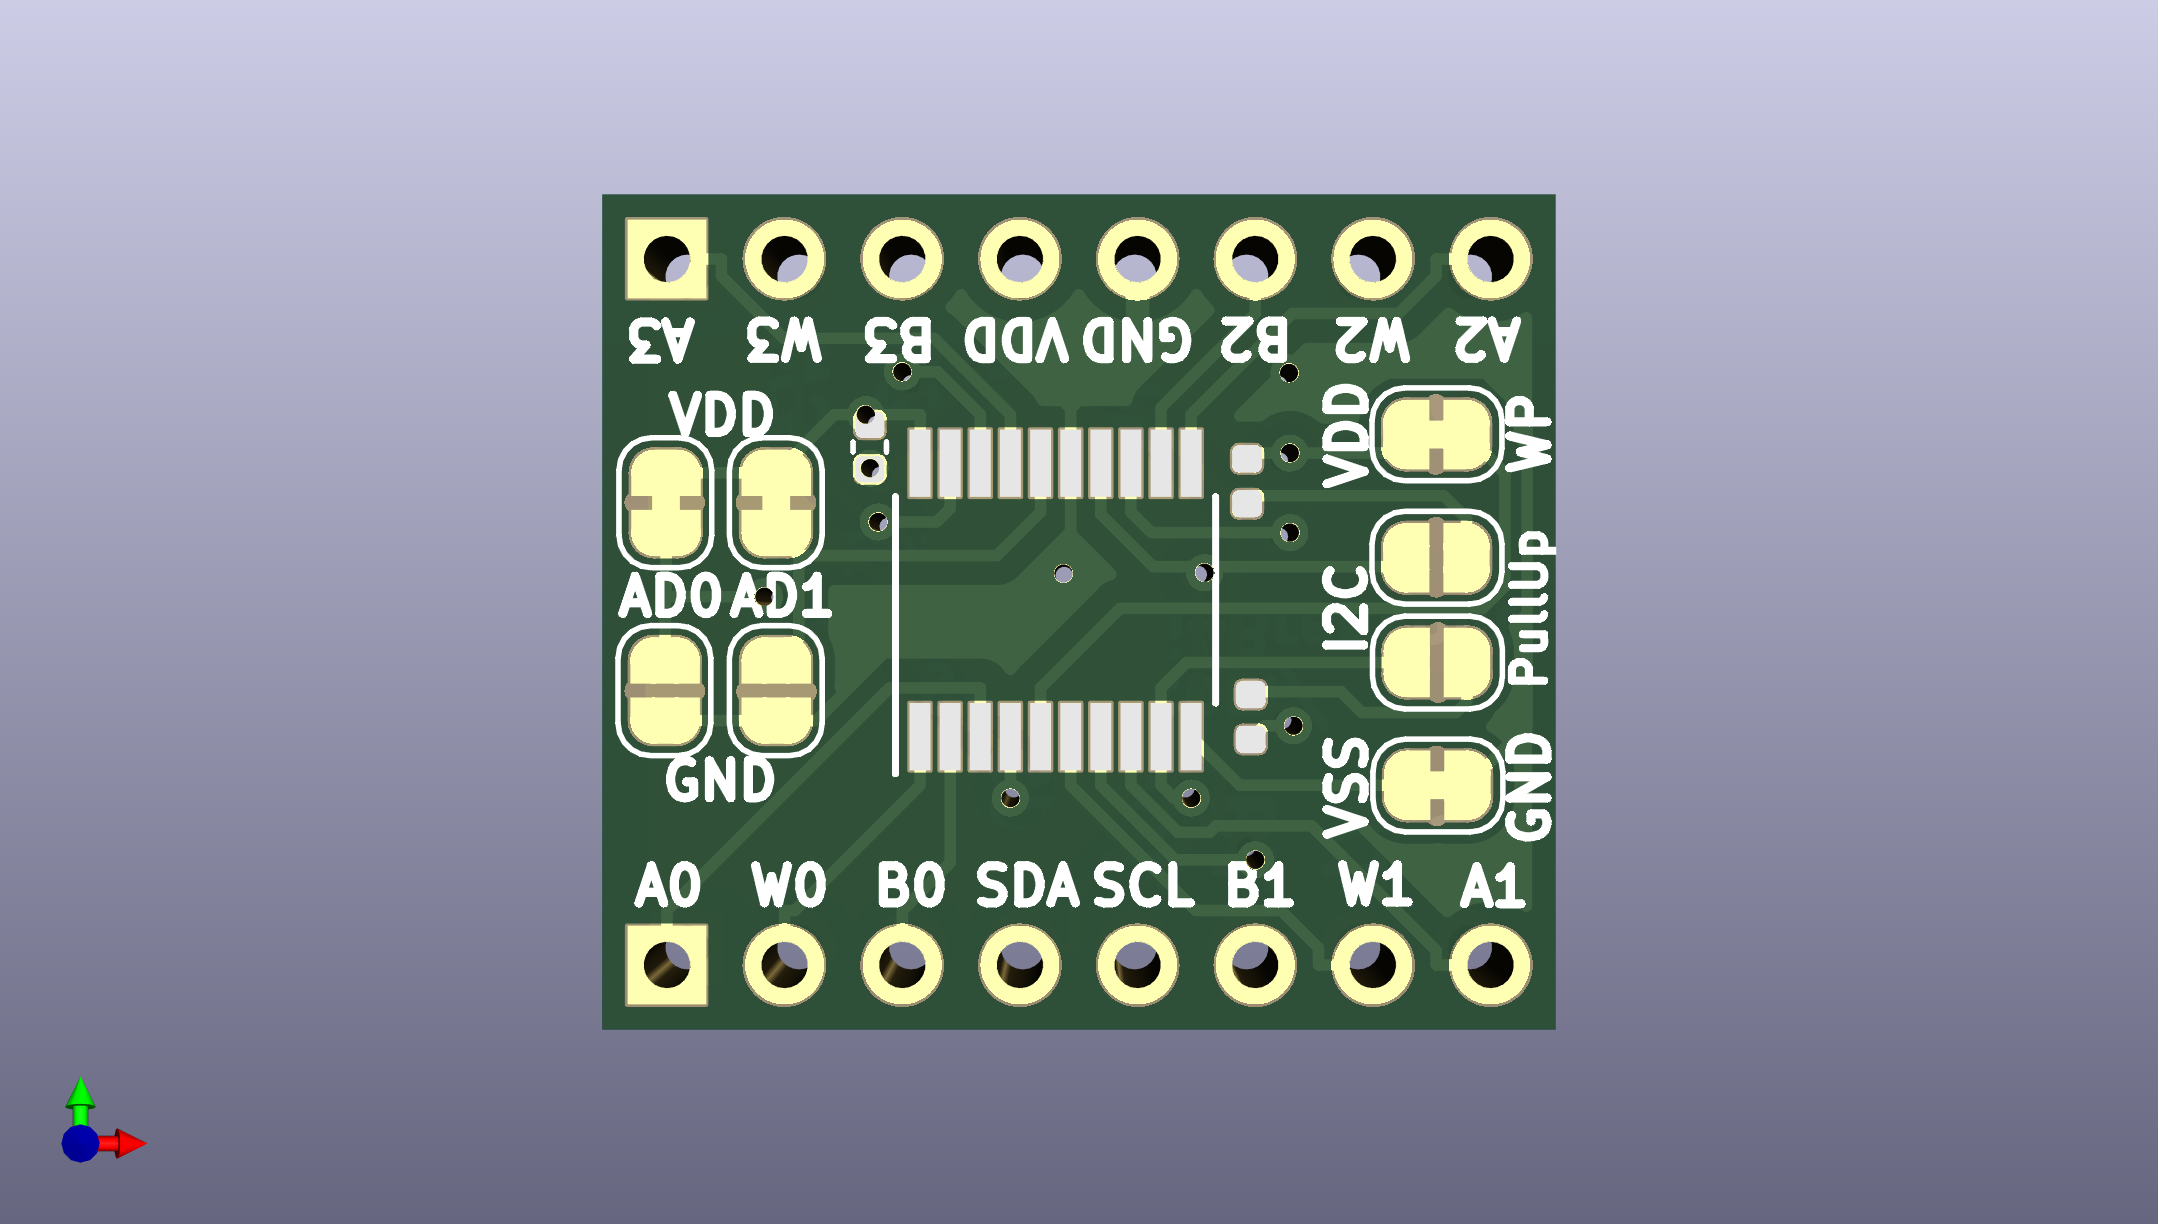 A3 W3 B3 VDD GND B2 W2 A2
VDD
AD0 AD1
GND
VDD WP
I2C PullUp
VSS GND
A0 W0 B0 SDA SCL B1 W1 A1